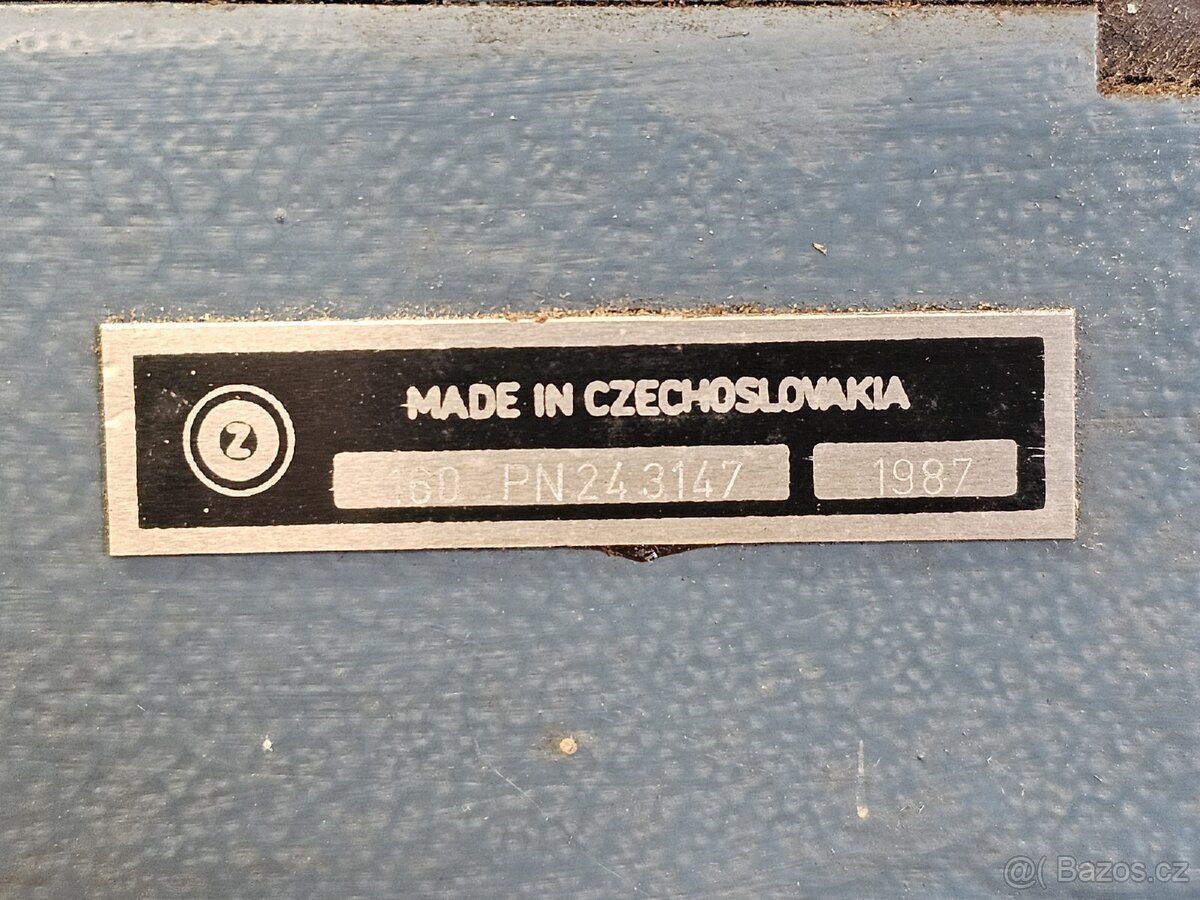 MADE IN CZECHOSLOVAKIA
Z
160 PN 24 3147 1987
@( Bazos.cz